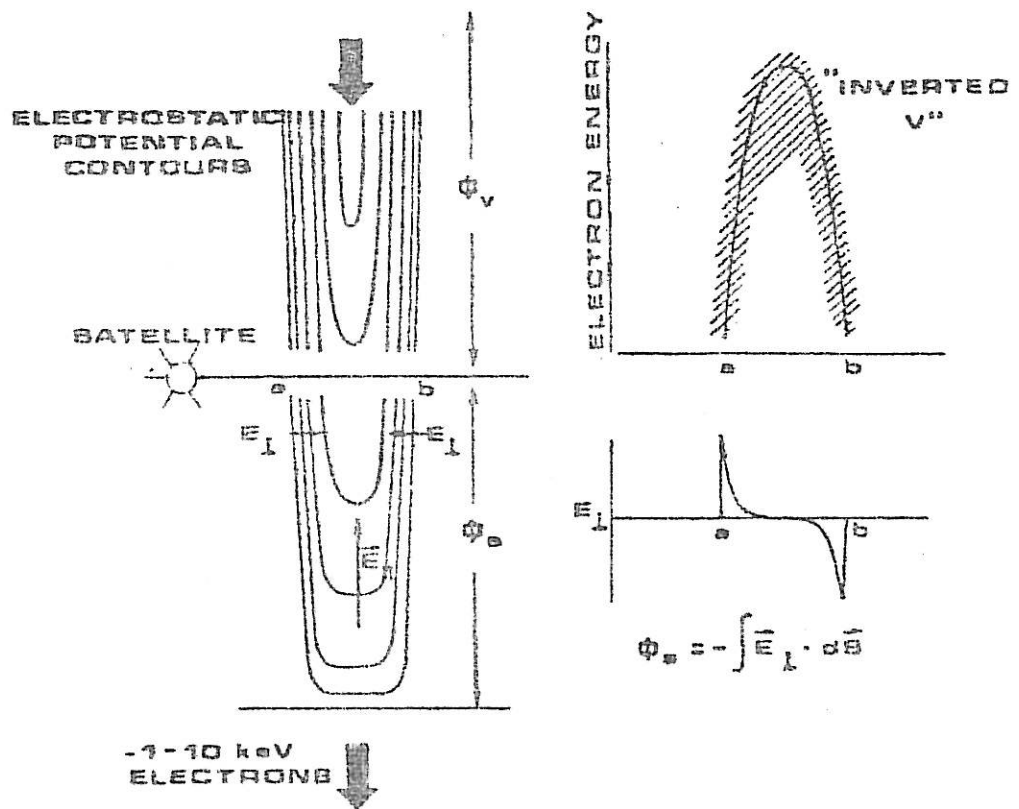 ELECTROSTATIC
POTENTIAL
CONTOURS
Φ_V
SATELLITE
a
b
E_⊥
E_⊥
E_∥
Φ_B
-1-10 keV
ELECTRONS
ELECTRON ENERGY
"INVERTED
V"
a
b
E_⊥
a
b
Φ_B = -∫ E⃗_⊥ · dS⃗